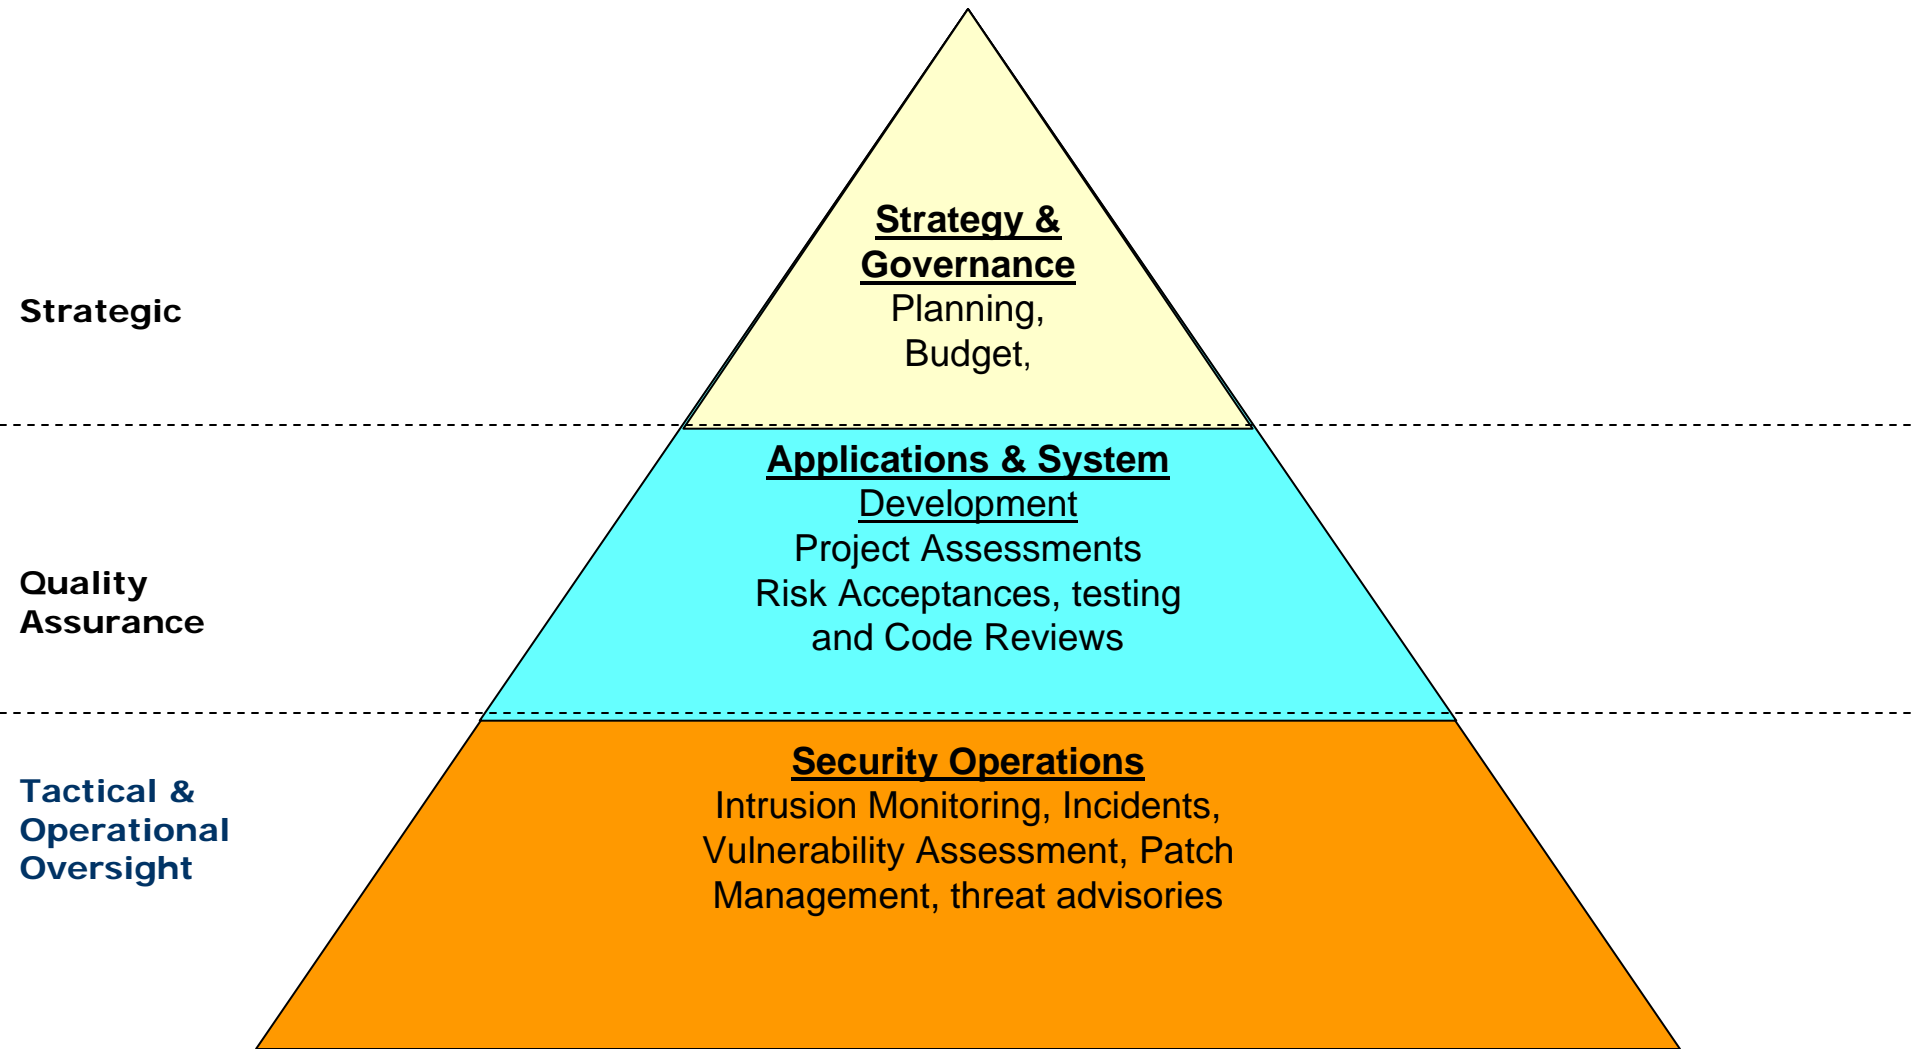 Strategy &
Governance
Planning,
Budget,
Strategic
Applications & System
Development
Project Assessments
Risk Acceptances, testing
and Code Reviews
Quality
Assurance
Security Operations
Intrusion Monitoring, Incidents,
Vulnerability Assessment, Patch
Management, threat advisories
Tactical &
Operational
Oversight